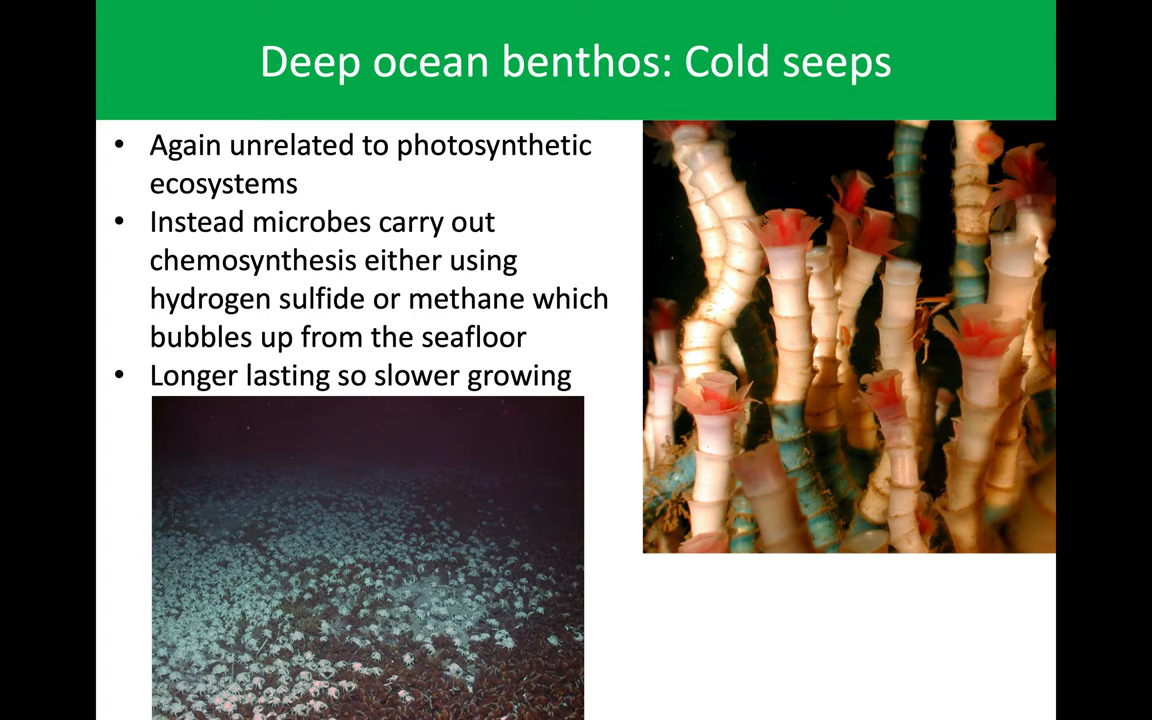 Deep ocean benthos: Cold seeps
• Again unrelated to photosynthetic
ecosystems
• Instead microbes carry out
chemosynthesis either using
hydrogen sulfide or methane which
bubbles up from the seafloor
• Longer lasting so slower growing